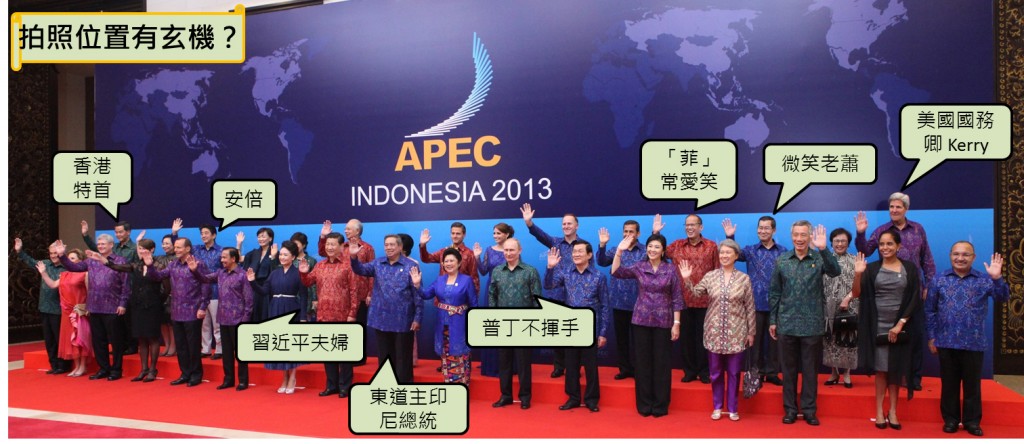 拍照位置有玄機？
APEC
INDONESIA 2013
香港
特首
安倍
「菲」
常愛笑
微笑老蕭
美國國務
卿 Kerry
習近平夫婦
普丁不揮手
東道主印
尼總統